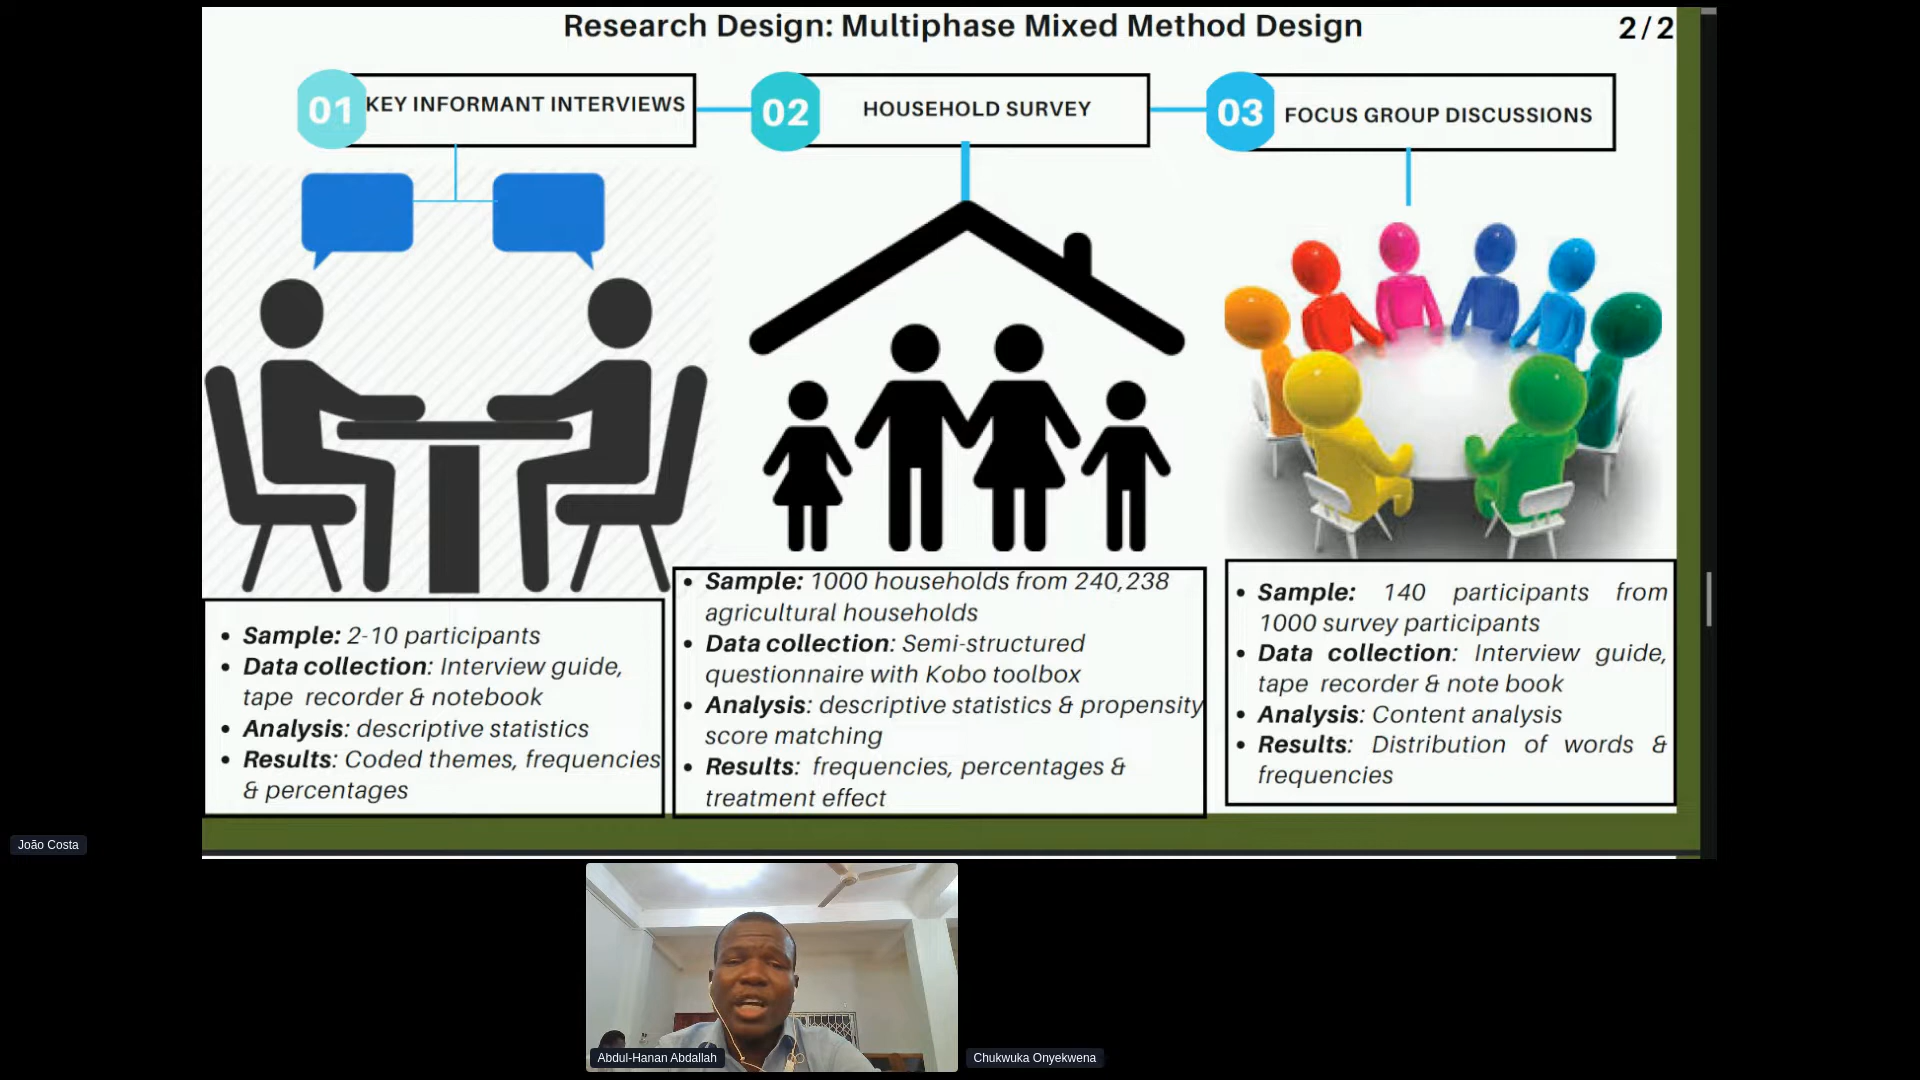 Research Design: Multiphase Mixed Method Design
2/2
01
KEY INFORMANT INTERVIEWS
02
HOUSEHOLD SURVEY
03
FOCUS GROUP DISCUSSIONS
• Sample: 2-10 participants
• Data collection: Interview guide,
tape recorder & notebook
• Analysis: descriptive statistics
• Results: Coded themes, frequencies
& percentages
• Sample: 1000 households from 240,238
agricultural households
• Data collection: Semi-structured
questionnaire with Kobo toolbox
• Analysis: descriptive statistics & propensity
score matching
• Results: frequencies, percentages &
treatment effect
• Sample: 140 participants from
1000 survey participants
• Data collection: Interview guide,
tape recorder & note book
• Analysis: Content analysis
• Results: Distribution of words &
frequencies
João Costa
Abdul-Hanan Abdallah
Chukwuka Onyekwena